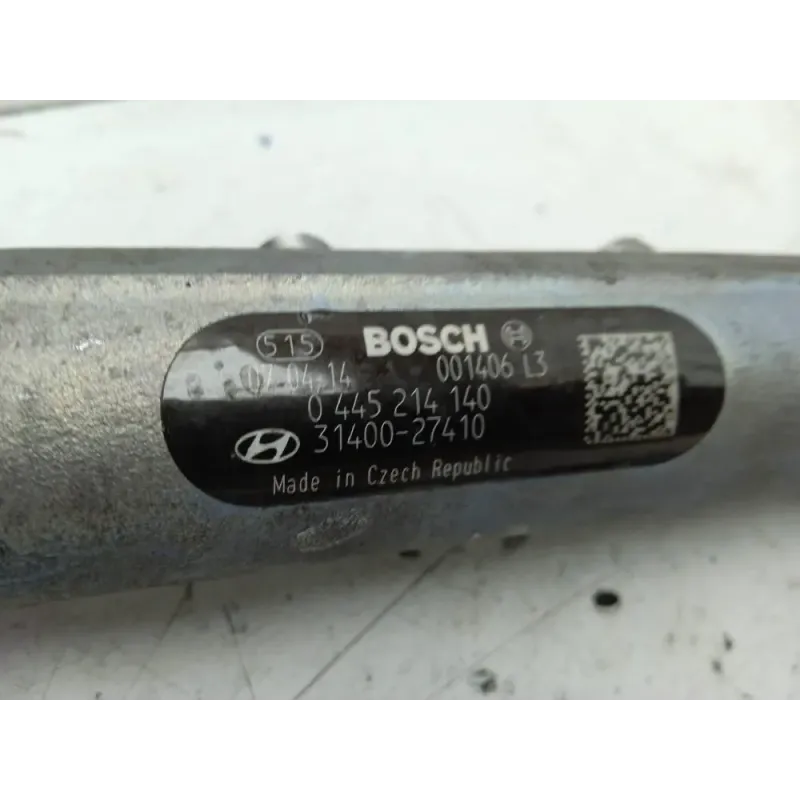 515 BOSCH
07.04.14 001406 L3
0 445 214 140
31400-27410
Made in Czech Republic